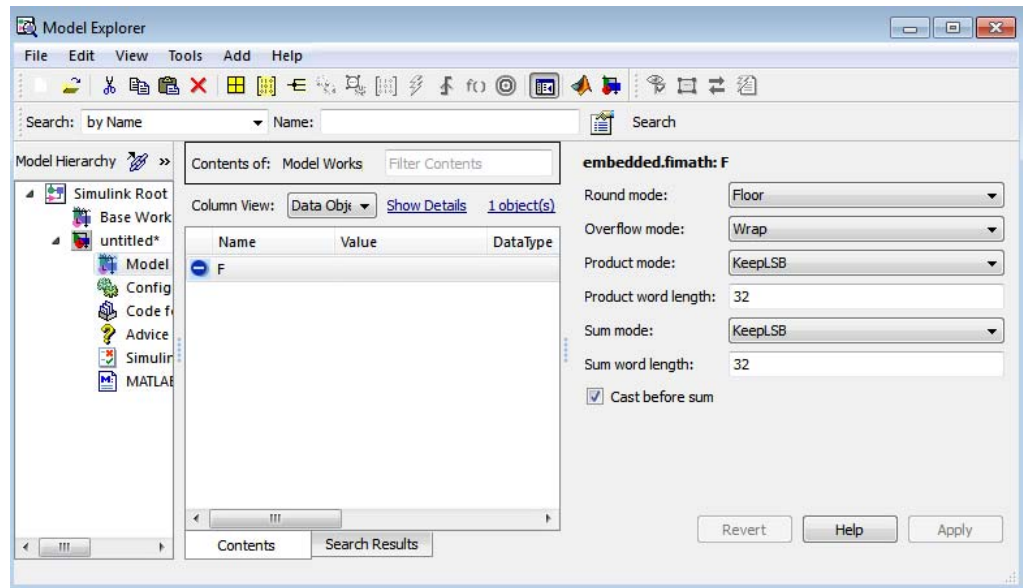 Model Explorer
File Edit View Tools Add Help
f()
Search: by Name Name: Search
Model Hierarchy »
Simulink Root
Base Work
untitled*
Model
Config
Code f
Advice
Simulin
MATLAB
Contents of: Model Works Filter Contents
Column View: Data Obje Show Details 1 object(s)
Name Value DataType
F
Contents Search Results
embedded.fimath: F
Round mode: Floor
Overflow mode: Wrap
Product mode: KeepLSB
Product word length: 32
Sum mode: KeepLSB
Sum word length: 32
Cast before sum
Revert Help Apply